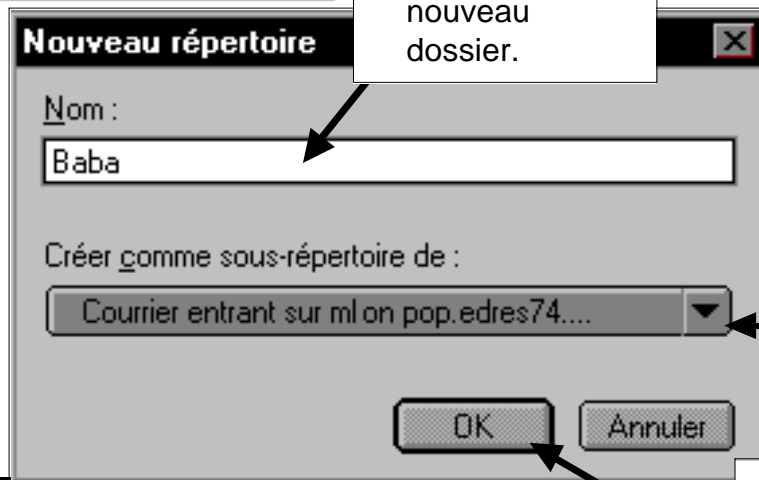 nouveau
dossier.
Nouveau répertoire
Nom :
Baba
Créer comme sous-répertoire de :
Courrier entrant sur ml on pop.edres74....
OK Annuler